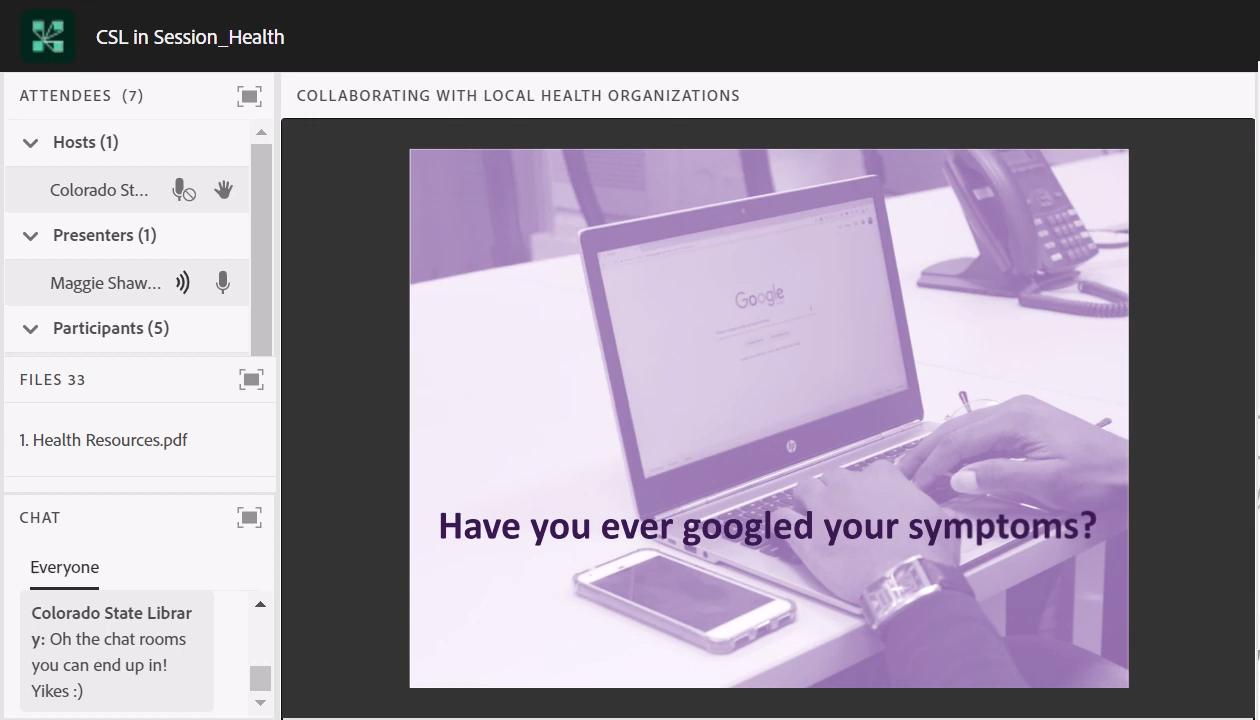 CSL in Session_Health
ATTENDEES (7)
Hosts (1)
Colorado St...
Presenters (1)
Maggie Shaw...
Participants (5)
FILES 33
1. Health Resources.pdf
CHAT
Everyone
Colorado State Librar
y: Oh the chat rooms
you can end up in!
Yikes :)
COLLABORATING WITH LOCAL HEALTH ORGANIZATIONS
Google
hp
Have you ever googled your symptoms?